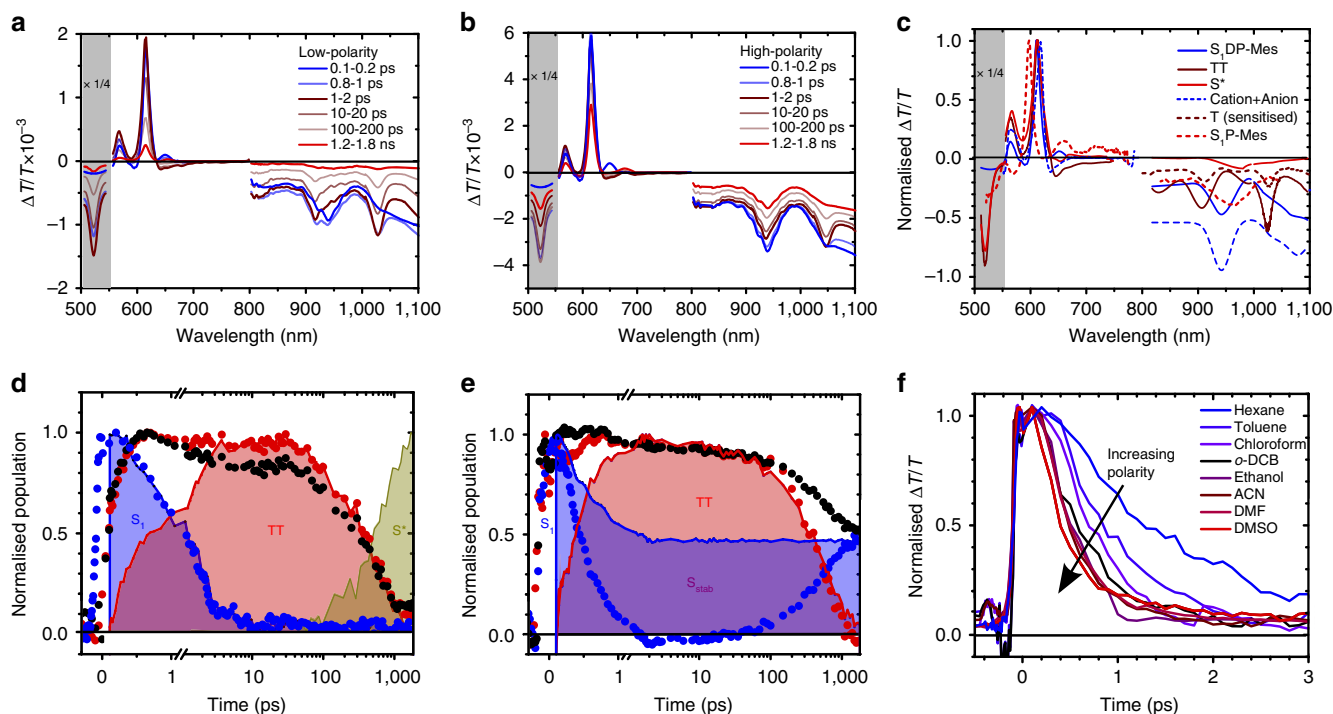 a
ΔT/T×10⁻³
2
1
0
−1
−2
× 1/4
Low-polarity
0.1-0.2 ps
0.8-1 ps
1-2 ps
10-20 ps
100-200 ps
1.2-1.8 ns
500 600 700 800 900 1,000 1,100
Wavelength (nm)
b
ΔT/T×10⁻³
6
4
2
0
−2
−4
× 1/4
High-polarity
0.1-0.2 ps
0.8-1 ps
1-2 ps
10-20 ps
100-200 ps
1.2-1.8 ns
500 600 700 800 900 1,000 1,100
Wavelength (nm)
c
Normalised ΔT/T
1.0
0.5
0.0
−0.5
−1.0
× 1/4
S₁DP-Mes
TT
S*
Cation+Anion
T (sensitised)
S₁P-Mes
500 600 700 800 900 1,000 1,100
Wavelength (nm)
d
Normalised population
1.0
0.5
0.0
S₁
TT
S*
0 1 10 100 1,000
Time (ps)
e
Normalised population
1.0
0.5
0.0
S₁
TT
Sstab
0 1 10 100 1,000
Time (ps)
f
Normalised ΔT/T
1.0
0.5
0.0
Increasing
polarity
Hexane
Toluene
Chloroform
o-DCB
Ethanol
ACN
DMF
DMSO
0 1 2 3
Time (ps)